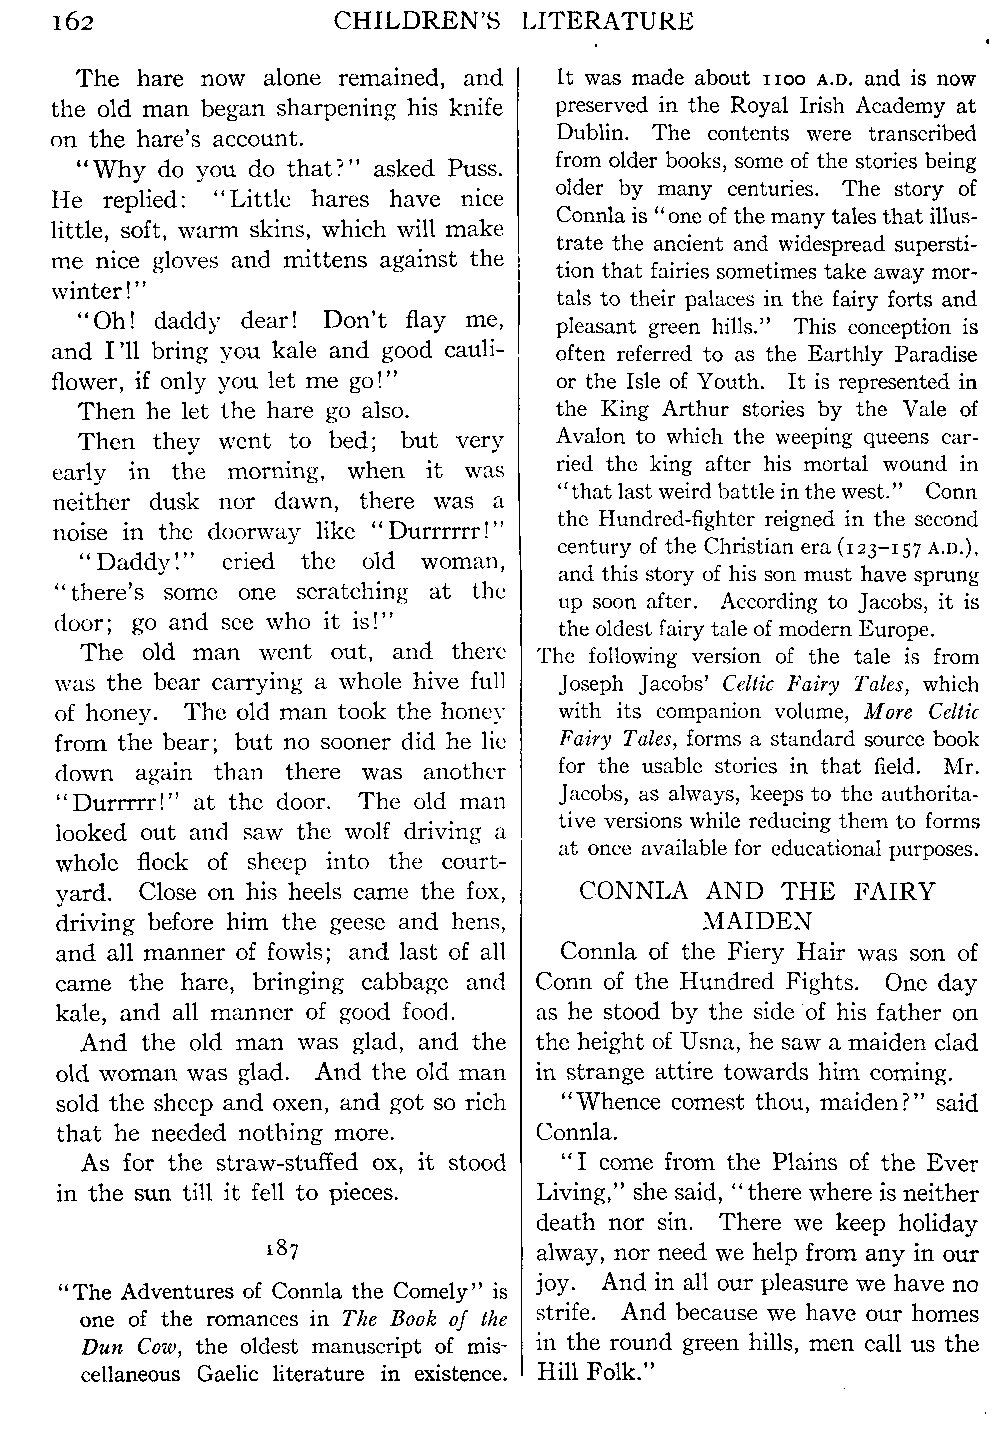 162 CHILDREN'S LITERATURE
The hare now alone remained, and
the old man began sharpening his knife
on the hare's account.
"Why do you do that?" asked Puss.
He replied: "Little hares have nice
little, soft, warm skins, which will make
me nice gloves and mittens against the
winter!"
"Oh! daddy dear! Don't flay me,
and I'll bring you kale and good cauli-
flower, if only you let me go!"
Then he let the hare go also.
Then they went to bed; but very
early in the morning, when it was
neither dusk nor dawn, there was a
noise in the doorway like "Durrrrrr!"
"Daddy!" cried the old woman,
"there's some one scratching at the
door; go and see who it is!"
The old man went out, and there
was the bear carrying a whole hive full
of honey. The old man took the honey
from the bear; but no sooner did he lie
down again than there was another
"Durrrrr!" at the door. The old man
looked out and saw the wolf driving a
whole flock of sheep into the court-
yard. Close on his heels came the fox,
driving before him the geese and hens,
and all manner of fowls; and last of all
came the hare, bringing cabbage and
kale, and all manner of good food.
And the old man was glad, and the
old woman was glad. And the old man
sold the sheep and oxen, and got so rich
that he needed nothing more.
As for the straw-stuffed ox, it stood
in the sun till it fell to pieces.
187
"The Adventures of Connla the Comely" is
one of the romances in The Book of the
Dun Cow, the oldest manuscript of mis-
cellaneous Gaelic literature in existence.
It was made about 1100 A.D. and is now
preserved in the Royal Irish Academy at
Dublin. The contents were transcribed
from older books, some of the stories being
older by many centuries. The story of
Connla is "one of the many tales that illus-
trate the ancient and widespread supersti-
tion that fairies sometimes take away mor-
tals to their palaces in the fairy forts and
pleasant green hills." This conception is
often referred to as the Earthly Paradise
or the Isle of Youth. It is represented in
the King Arthur stories by the Vale of
Avalon to which the weeping queens car-
ried the king after his mortal wound in
"that last weird battle in the west." Conn
the Hundred-fighter reigned in the second
century of the Christian era (123–157 A.D.),
and this story of his son must have sprung
up soon after. According to Jacobs, it is
the oldest fairy tale of modern Europe.
The following version of the tale is from
Joseph Jacobs' Celtic Fairy Tales, which
with its companion volume, More Celtic
Fairy Tales, forms a standard source book
for the usable stories in that field. Mr.
Jacobs, as always, keeps to the authorita-
tive versions while reducing them to forms
at once available for educational purposes.
CONNLA AND THE FAIRY
MAIDEN
Connla of the Fiery Hair was son of
Conn of the Hundred Fights. One day
as he stood by the side of his father on
the height of Usna, he saw a maiden clad
in strange attire towards him coming.
"Whence comest thou, maiden?" said
Connla.
"I come from the Plains of the Ever
Living," she said, "there where is neither
death nor sin. There we keep holiday
alway, nor need we help from any in our
joy. And in all our pleasure we have no
strife. And because we have our homes
in the round green hills, men call us the
Hill Folk."